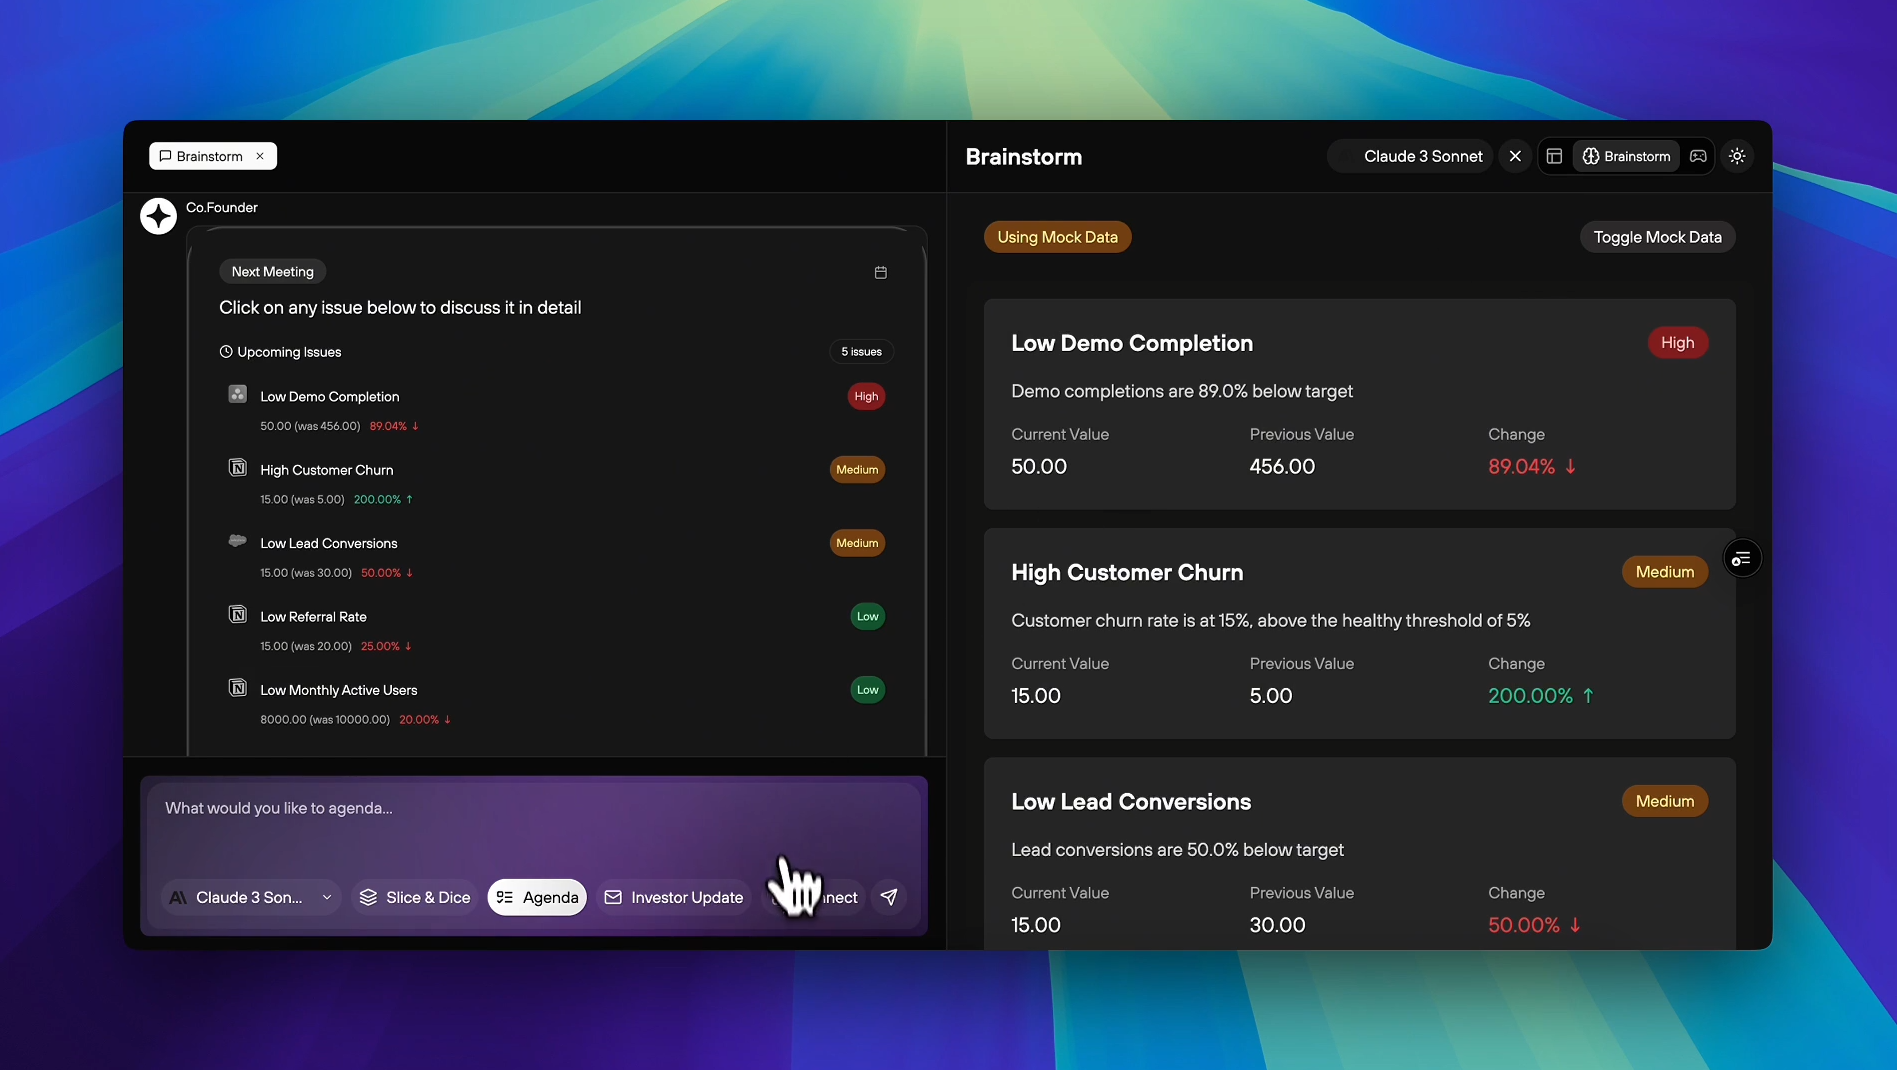 Brainstorm
Co.Founder
Next Meeting
Click on any issue below to discuss it in detail
Upcoming Issues
5 issues
Low Demo Completion
High
50.00 (was 456.00) 89.04% ↓
High Customer Churn
Medium
15.00 (was 5.00) 200.00% ↑
Low Lead Conversions
Medium
15.00 (was 30.00) 50.00% ↓
Low Referral Rate
Low
15.00 (was 20.00) 25.00% ↓
Low Monthly Active Users
Low
8000.00 (was 10000.00) 20.00% ↓
What would you like to agenda...
Claude 3 Son... Slice & Dice Agenda Investor Update
Brainstorm
Claude 3 Sonnet
Brainstorm
Using Mock Data
Toggle Mock Data
Low Demo Completion
High
Demo completions are 89.0% below target
Current Value Previous Value Change
50.00 456.00 89.04% ↓
High Customer Churn
Medium
Customer churn rate is at 15%, above the healthy threshold of 5%
Current Value Previous Value Change
15.00 5.00 200.00% ↑
Low Lead Conversions
Medium
Lead conversions are 50.0% below target
Current Value Previous Value Change
15.00 30.00 50.00% ↓